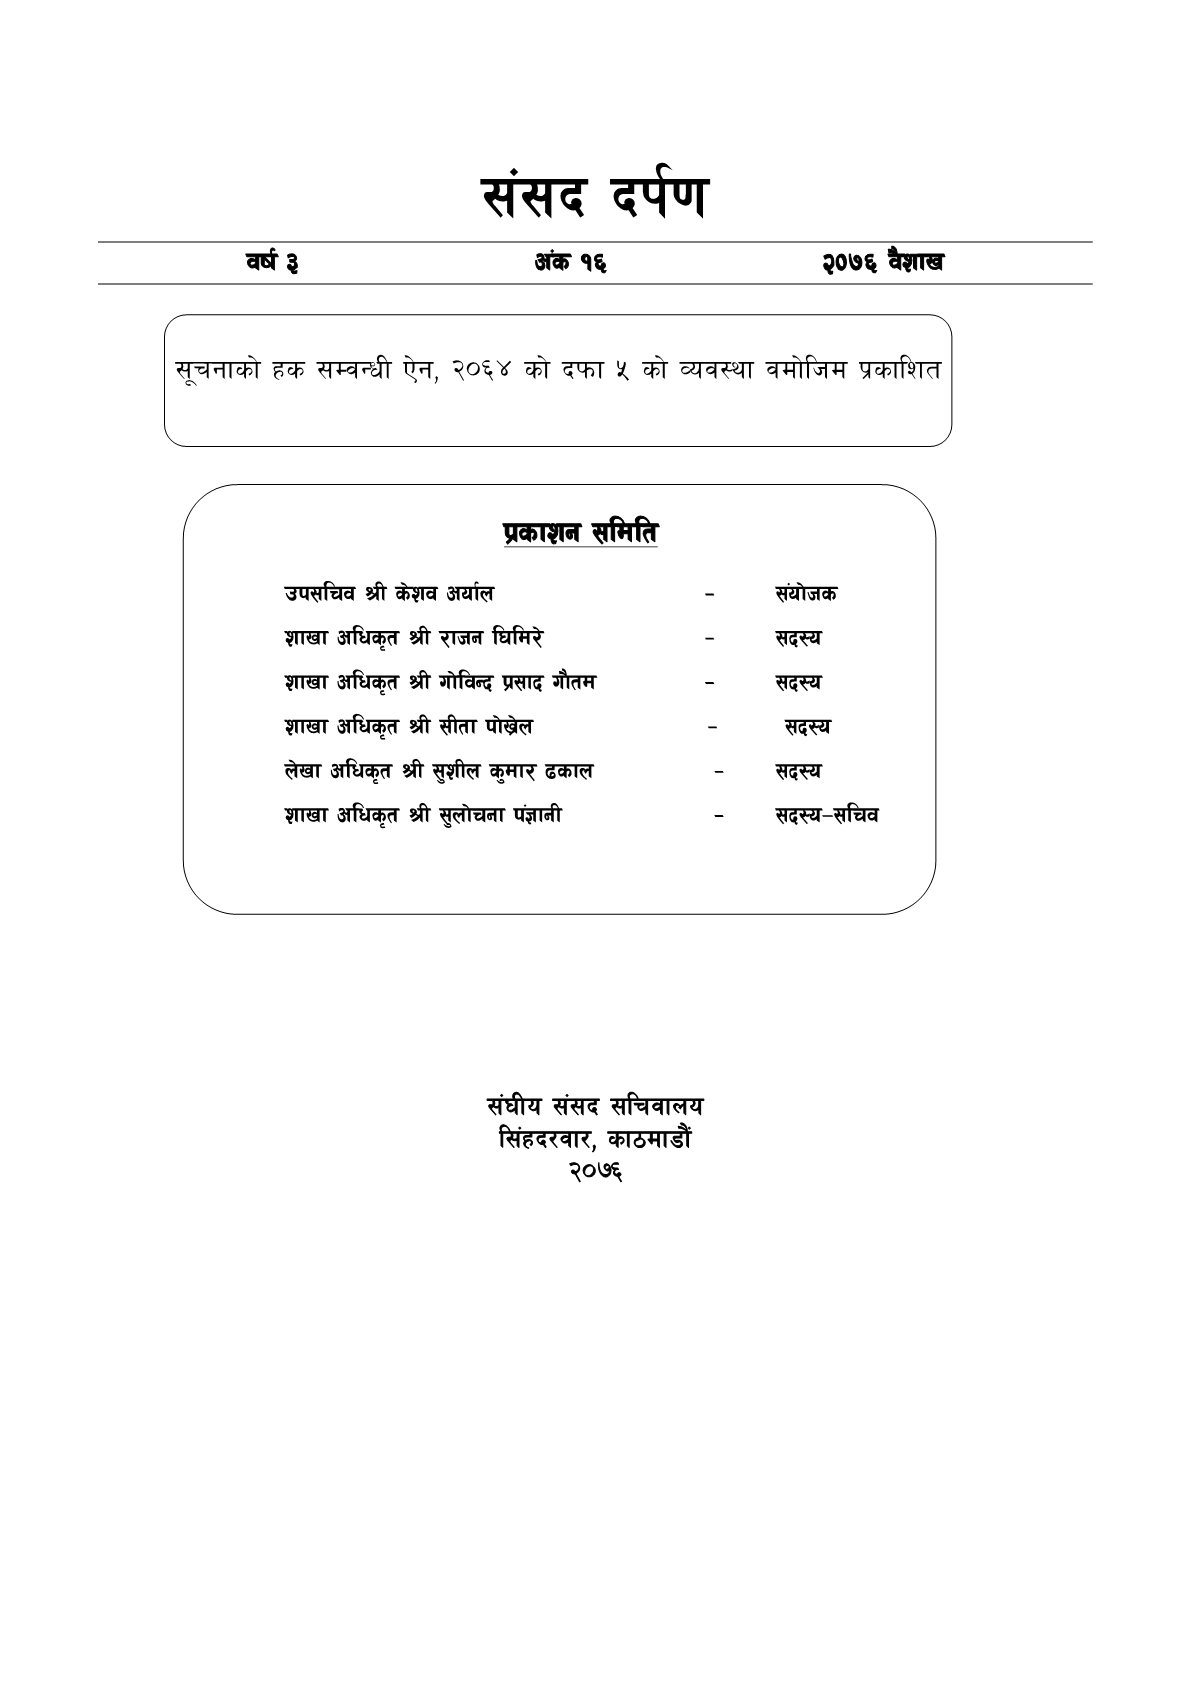 संसद दर्पण
वर्ष ३ अंक १६ २०७६ वैशाख
सूचनाको हक सम्वन्धी ऐन, २०६४ को दफा ५ को व्यवस्था वमोजिम प्रकाशित
प्रकाशन समिति
उपसचिव श्री केशव अर्याल - संयोजक
शाखा अधिकृत श्री राजन घिमिरे - सदस्य
शाखा अधिकृत श्री गोविन्द प्रसाद गौतम - सदस्य
शाखा अधिकृत श्री सीता पोख्रेल - सदस्य
लेखा अधिकृत श्री सुशील कुमार ढकाल - सदस्य
शाखा अधिकृत श्री सुलोचना पंज्ञानी - सदस्य–सचिव
संघीय संसद सचिवालय
सिंहदरवार, काठमाडौं
२०७६